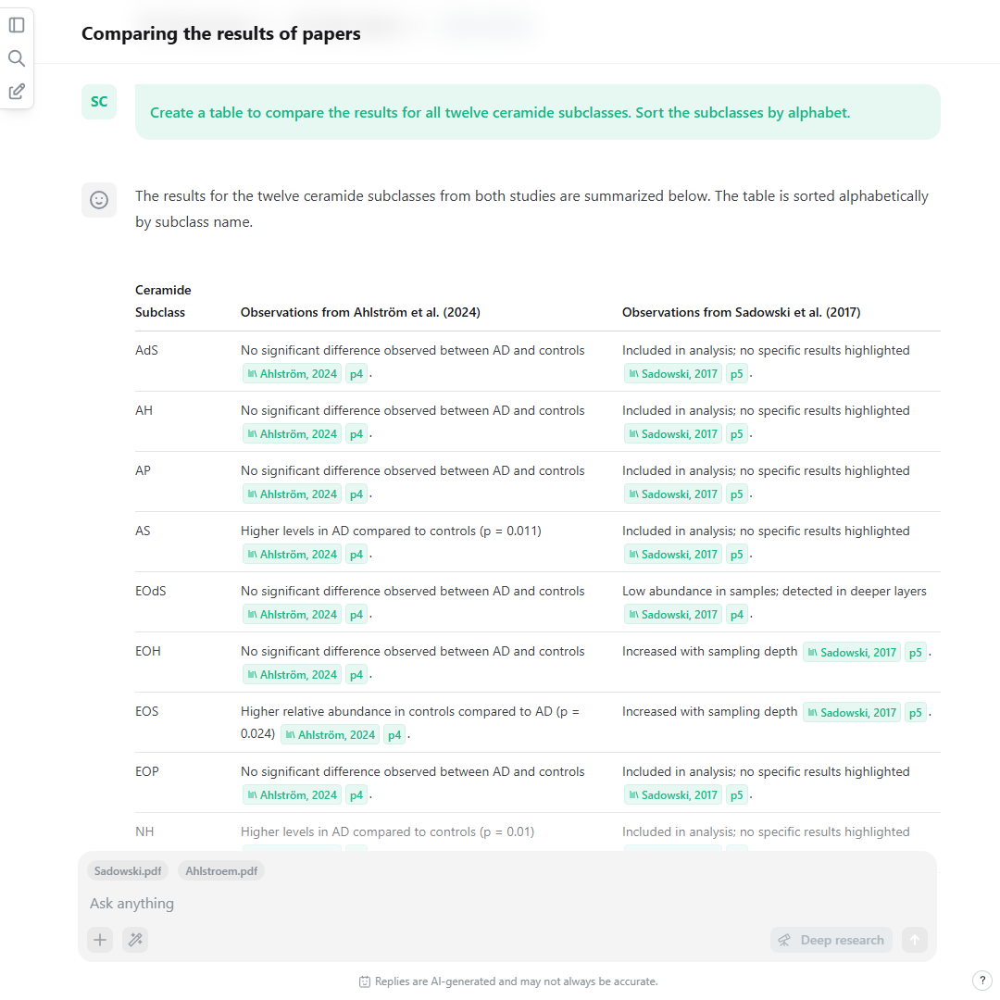 Comparing the results of papers
SC
Create a table to compare the results for all twelve ceramide subclasses. Sort the subclasses by alphabet.
The results for the twelve ceramide subclasses from both studies are summarized below. The table is sorted alphabetically
by subclass name.
Ceramide
Subclass Observations from Ahlström et al. (2024) Observations from Sadowski et al. (2017)
AdS No significant difference observed between AD and controls Included in analysis; no specific results highlighted
Ahlström, 2024 p4 . Sadowski, 2017 p5 .
AH No significant difference observed between AD and controls Included in analysis; no specific results highlighted
Ahlström, 2024 p4 . Sadowski, 2017 p5 .
AP No significant difference observed between AD and controls Included in analysis; no specific results highlighted
Ahlström, 2024 p4 . Sadowski, 2017 p5 .
AS Higher levels in AD compared to controls (p = 0.011) Included in analysis; no specific results highlighted
Ahlström, 2024 p4 . Sadowski, 2017 p5 .
EOdS No significant difference observed between AD and controls Low abundance in samples; detected in deeper layers
Ahlström, 2024 p4 . Sadowski, 2017 p4 .
EOH No significant difference observed between AD and controls Increased with sampling depth Sadowski, 2017 p5 .
Ahlström, 2024 p4 .
EOS Higher relative abundance in controls compared to AD (p = Increased with sampling depth Sadowski, 2017 p5 .
0.024) Ahlström, 2024 p4 .
EOP No significant difference observed between AD and controls Included in analysis; no specific results highlighted
Ahlström, 2024 p4 . Sadowski, 2017 p5 .
NH Higher levels in AD compared to controls (p = 0.01) Included in analysis; no specific results highlighted
Sadowski.pdf Ahlstroem.pdf
Ask anything
Deep research
Replies are AI-generated and may not always be accurate.
?